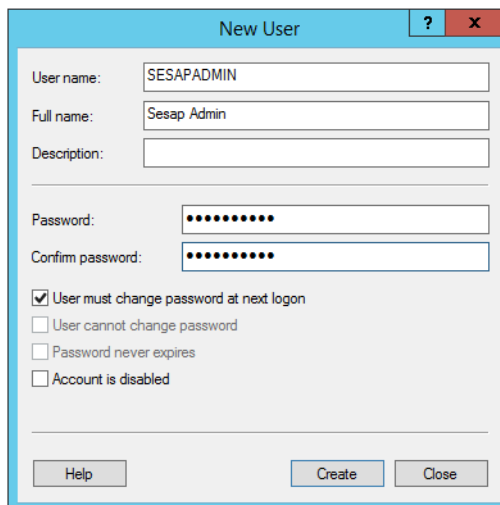 New User
? x
User name: SESAPADMIN
Full name: Sesap Admin
Description:
Password: ●●●●●●●●●●
Confirm password: ●●●●●●●●●●
User must change password at next logon
User cannot change password
Password never expires
Account is disabled
Help Create Close